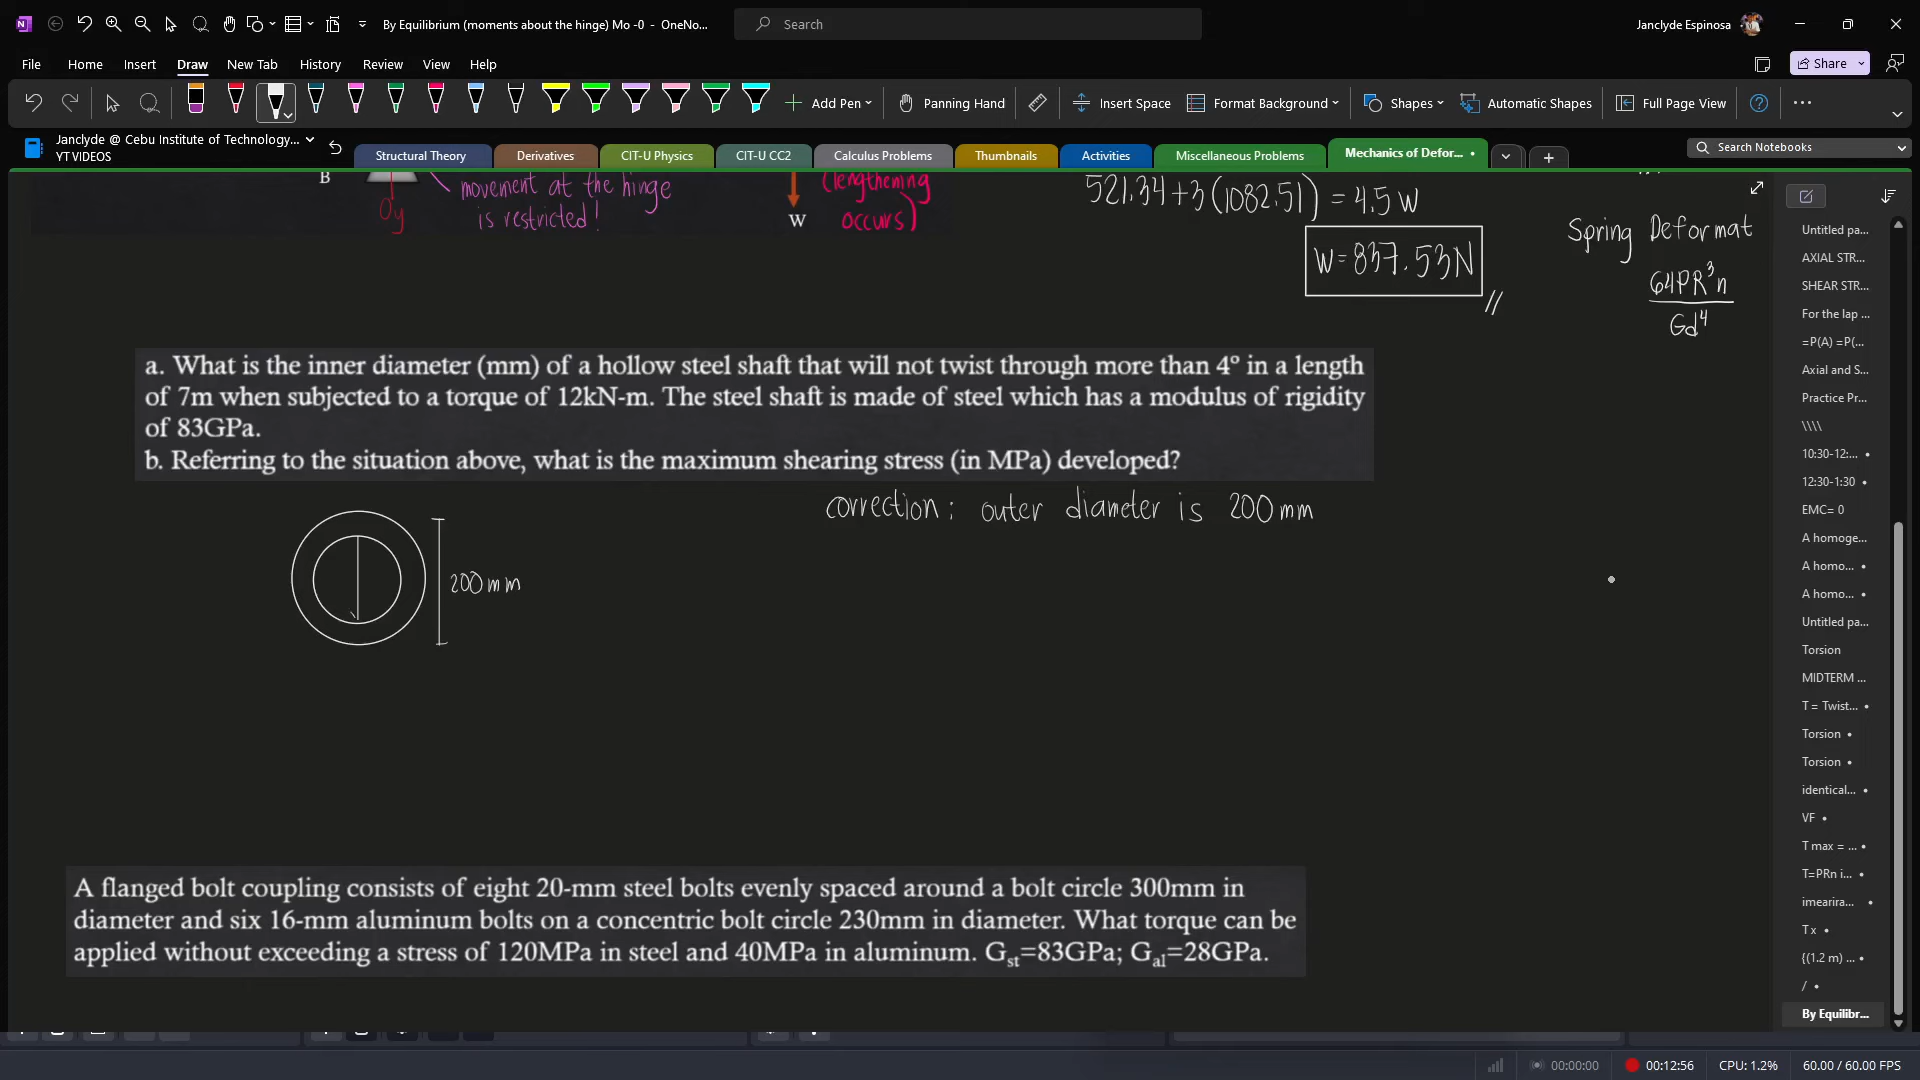 By Equilibrium (moments about the hinge) Mo -0 - OneNo...
Search
Janclyde Espinosa
File Home Insert Draw New Tab History Review View Help
Share
Add Pen
Panning Hand
Insert Space
Format Background
Shapes
Automatic Shapes
Full Page View
Janclyde @ Cebu Institute of Technology...
YT VIDEOS
Structural Theory
Derivatives
CIT-U Physics
CIT-U CC2
Calculus Problems
Thumbnails
Activities
Miscellaneous Problems
Mechanics of Defor...
Search Notebooks
B
Oy
movement at the hinge
is restricted!
W
(lengthening
occurs)
521.34+3(1082.51) = 4.5W
W=837.53N
//
Spring Deformat
64PR³n
Gd⁴
a. What is the inner diameter (mm) of a hollow steel shaft that will not twist through more than 4º in a length
of 7m when subjected to a torque of 12kN-m. The steel shaft is made of steel which has a modulus of rigidity
of 83GPa.
b. Referring to the situation above, what is the maximum shearing stress (in MPa) developed?
correction: outer diameter is 200mm
200mm
A flanged bolt coupling consists of eight 20-mm steel bolts evenly spaced around a bolt circle 300mm in
diameter and six 16-mm aluminum bolts on a concentric bolt circle 230mm in diameter. What torque can be
applied without exceeding a stress of 120MPa in steel and 40MPa in aluminum. Gst=83GPa; Gal=28GPa.
Untitled pa...
AXIAL STR...
SHEAR STR...
For the lap ...
=P(A) =P(...
Axial and S...
Practice Pr...
\\\\
10:30-12:...
12:30-1:30
EMC= 0
A homoge...
A homo...
A homo...
Untitled pa...
Torsion
MIDTERM ...
T = Twist...
Torsion
Torsion
identical...
VF
T max = ...
T=PRn i...
imearira...
T x
{(1.2 m) ...
/
By Equilibr...
00:00:00
00:12:56
CPU: 1.2%
60.00 / 60.00 FPS